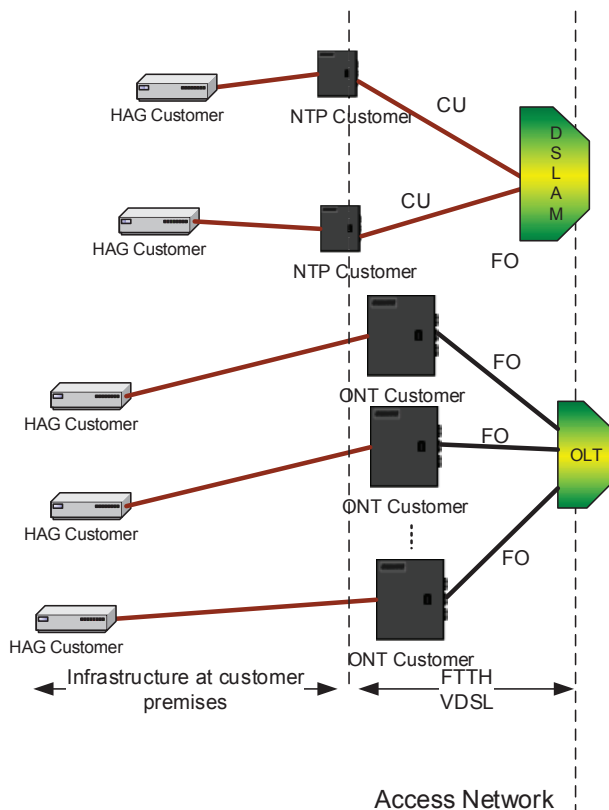 HAG Customer
NTP Customer
CU
DSLAM
HAG Customer
CU
NTP Customer
FO
HAG Customer
ONT Customer
FO
HAG Customer
ONT Customer
FO
OLT
HAG Customer
ONT Customer
FO
Infrastructure at customer
premises
FTTH
VDSL
Access Network